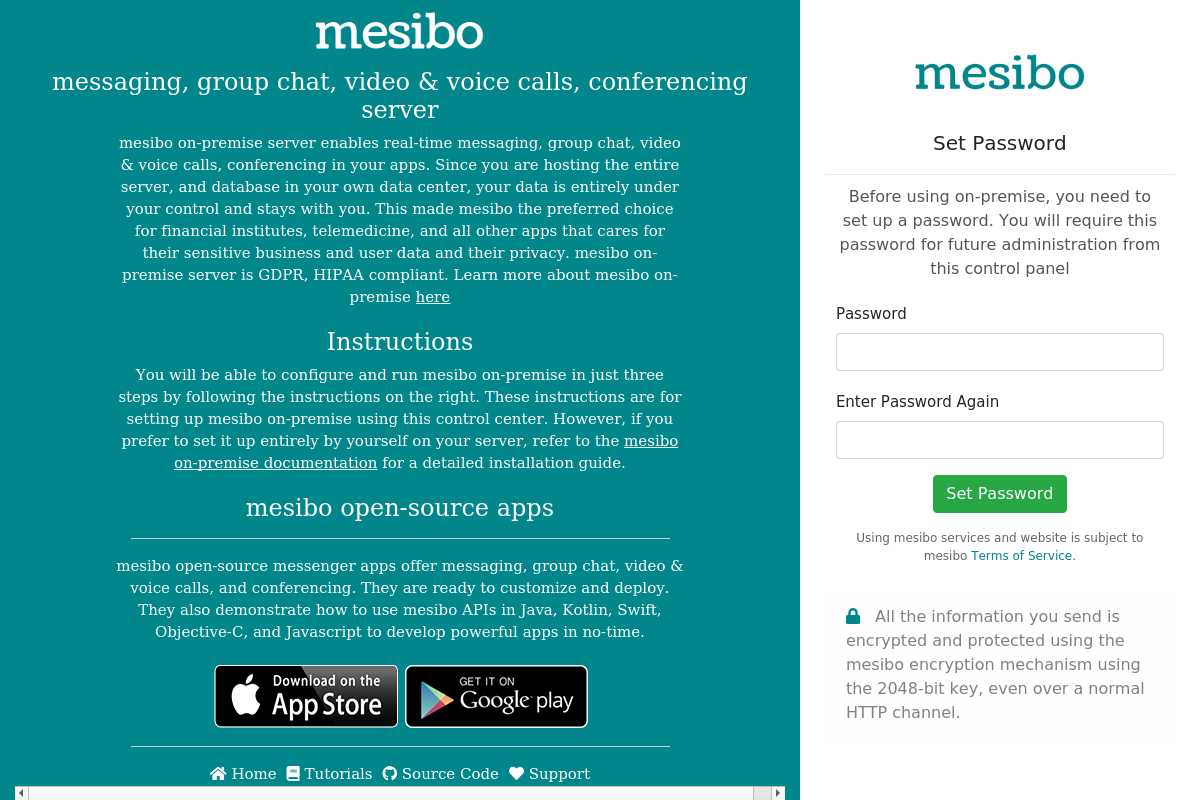 mesibo
messaging, group chat, video & voice calls, conferencing
server
mesibo on-premise server enables real-time messaging, group chat, video
& voice calls, conferencing in your apps. Since you are hosting the entire
server, and database in your own data center, your data is entirely under
your control and stays with you. This made mesibo the preferred choice
for financial institutes, telemedicine, and all other apps that cares for
their sensitive business and user data and their privacy. mesibo on-
premise server is GDPR, HIPAA compliant. Learn more about mesibo on-
premise here
Instructions
You will be able to configure and run mesibo on-premise in just three
steps by following the instructions on the right. These instructions are for
setting up mesibo on-premise using this control center. However, if you
prefer to set it up entirely by yourself on your server, refer to the mesibo
on-premise documentation for a detailed installation guide.
mesibo open-source apps
mesibo open-source messenger apps offer messaging, group chat, video &
voice calls, and conferencing. They are ready to customize and deploy.
They also demonstrate how to use mesibo APIs in Java, Kotlin, Swift,
Objective-C, and Javascript to develop powerful apps in no-time.
Download on the
App Store
GET IT ON
Google play
Home Tutorials Source Code Support
mesibo
Set Password
Before using on-premise, you need to
set up a password. You will require this
password for future administration from
this control panel
Password
Enter Password Again
Set Password
Using mesibo services and website is subject to
mesibo Terms of Service.
All the information you send is
encrypted and protected using the
mesibo encryption mechanism using
the 2048-bit key, even over a normal
HTTP channel.